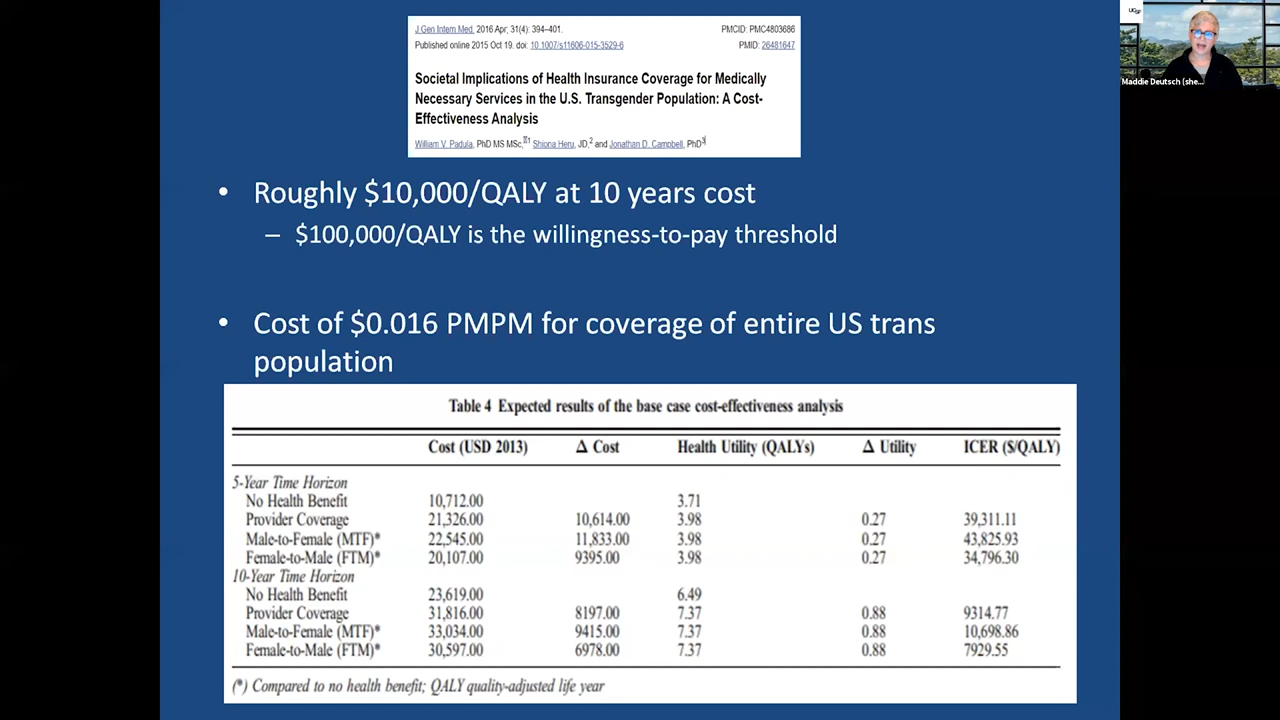 J Gen Intern Med. 2016 Apr; 31(4): 394–401. PMCID: PMC4803686
Published online 2015 Oct 19. doi: 10.1007/s11606-015-3529-6 PMID: 26481647
Societal Implications of Health Insurance Coverage for Medically
Necessary Services in the U.S. Transgender Population: A Cost-
Effectiveness Analysis
William V. Padula, PhD MS MSc, 1 Shiona Heru, JD,2 and Jonathan D. Campbell, PhD3
UCSF
Maddie Deutsch (she...
• Roughly $10,000/QALY at 10 years cost
– $100,000/QALY is the willingness-to-pay threshold
• Cost of $0.016 PMPM for coverage of entire US trans
population
Table 4 Expected results of the base case cost-effectiveness analysis
Cost (USD 2013) Δ Cost Health Utility (QALYs) Δ Utility ICER ($/QALY)
5-Year Time Horizon
No Health Benefit 10,712.00 3.71
Provider Coverage 21,326.00 10,614.00 3.98 0.27 39,311.11
Male-to-Female (MTF)* 22,545.00 11,833.00 3.98 0.27 43,825.93
Female-to-Male (FTM)* 20,107.00 9395.00 3.98 0.27 34,796.30
10-Year Time Horizon
No Health Benefit 23,619.00 6.49
Provider Coverage 31,816.00 8197.00 7.37 0.88 9314.77
Male-to-Female (MTF)* 33,034.00 9415.00 7.37 0.88 10,698.86
Female-to-Male (FTM)* 30,597.00 6978.00 7.37 0.88 7929.55
(*) Compared to no health benefit; QALY quality-adjusted life year